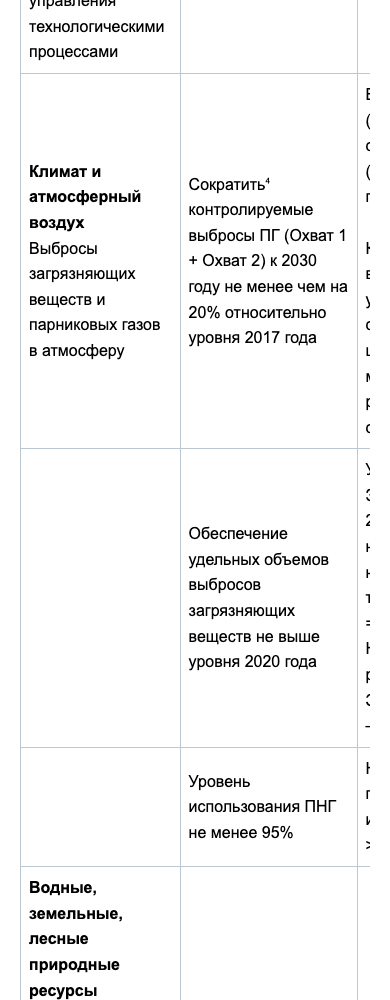 управления
технологическими
процессами
Климат и
атмосферный
воздух
Выбросы
загрязняющих
веществ и
парниковых газов
в атмосферу
Сократить⁴
контролируемые
выбросы ПГ (Охват 1
+ Охват 2) к 2030
году не менее чем на
20% относительно
уровня 2017 года
Обеспечение
удельных объемов
выбросов
загрязняющих
веществ не выше
уровня 2020 года
Уровень
использования ПНГ
не менее 95%
Водные,
земельные,
лесные
природные
ресурсы